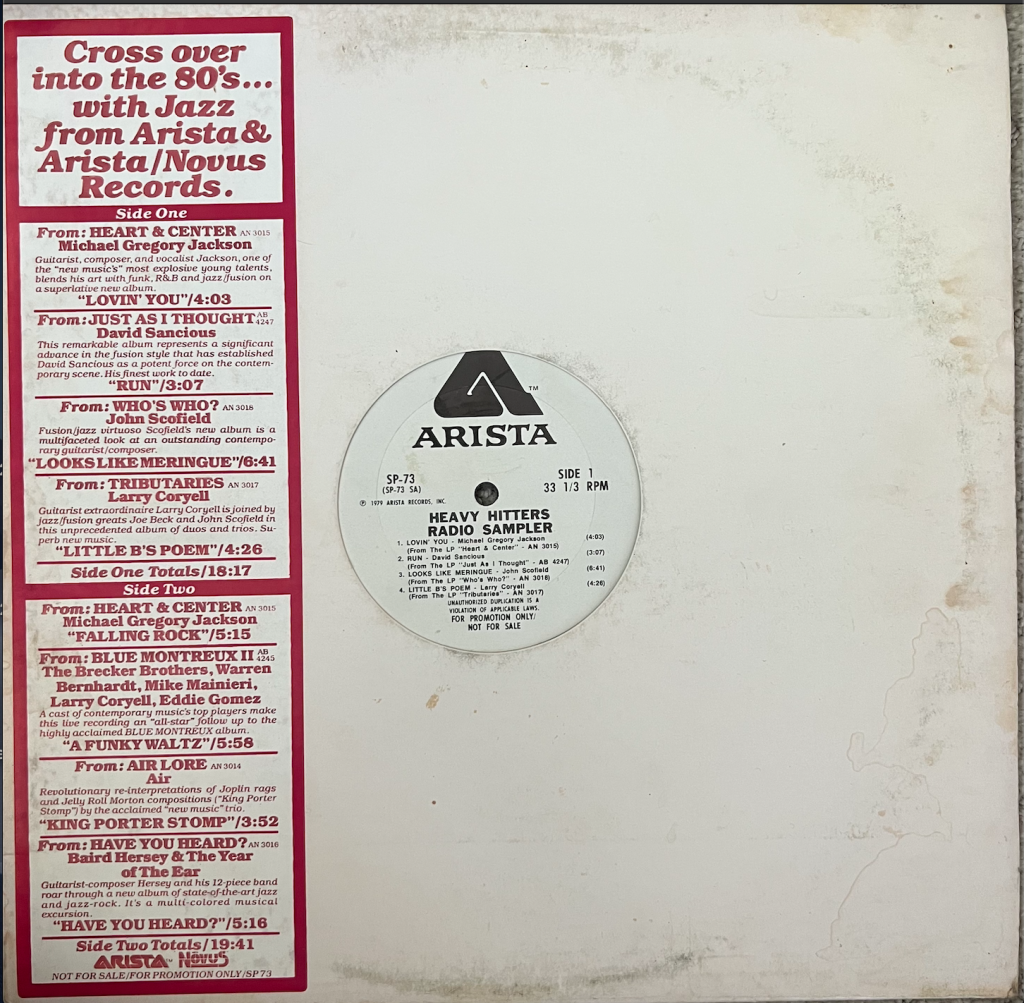 Cross over
into the 80's...
with Jazz
from Arista &
Arista/Novus
Records.
Side One
From: HEART & CENTER AN 3015
Michael Gregory Jackson
Guitarist, composer, and vocalist Jackson, one of
the "new music's" most explosive young talents,
blends his art with funk, R&B and jazz/fusion on
a superlative new album.
"LOVIN' YOU"/4:03
From: JUST AS I THOUGHT AB 4247
David Sancious
This remarkable album represents a significant
advance in the fusion style that has established
David Sancious as a potent force on the contem-
porary scene. His finest work to date.
"RUN"/3:07
From: WHO'S WHO? AN 3018
John Scofield
Fusion/jazz virtuoso Scofield's new album is a
multifaceted look at an outstanding contempo-
rary guitarist/composer.
"LOOKS LIKE MERINGUE"/6:41
From: TRIBUTARIES AN 3017
Larry Coryell
Guitarist extraordinaire Larry Coryell is joined by
jazz/fusion greats Joe Beck and John Scofield in
this unprecedented album of duos and trios. Su-
perb new music.
"LITTLE B'S POEM"/4:26
Side One Totals/18:17
Side Two
From: HEART & CENTER AN 3015
Michael Gregory Jackson
"FALLING ROCK"/5:15
From: BLUE MONTREUX II AB 4245
The Brecker Brothers, Warren
Bernhardt, Mike Mainieri,
Larry Coryell, Eddie Gomez
A cast of contemporary music's top players make
this live recording an "all-star" follow up to the
highly acclaimed BLUE MONTREUX album.
"A FUNKY WALTZ"/5:58
From: AIR LORE AN 3014
Air
Revolutionary re-interpretations of Joplin rags
and Jelly Roll Morton compositions ("King Porter
Stomp") by the acclaimed "new music" trio.
"KING PORTER STOMP"/3:52
From: HAVE YOU HEARD? AN 3016
Baird Hersey & The Year
of The Ear
Guitarist-composer Hersey and his 12-piece band
roar through a new album of state-of-the-art jazz
and jazz-rock. It's a multi-colored musical
excursion.
"HAVE YOU HEARD?"/5:16
Side Two Totals/19:41
ARISTA™ NOVUS
NOT FOR SALE/FOR PROMOTION ONLY/SP 73
TM
ARISTA
SP-73
(SP-73 SA)
SIDE 1
33 1/3 RPM
℗ 1979 ARISTA RECORDS, INC.
HEAVY HITTERS
RADIO SAMPLER
1. LOVIN' YOU - Michael Gregory Jackson (4:03)
(From The LP "Heart & Center" - AN 3015)
2. RUN - David Sancious (3:07)
(From The LP "Just As I Thought" - AB 4247)
3. LOOKS LIKE MERINGUE - John Scofield (6:41)
(From The LP "Who's Who?" - AN 3018)
4. LITTLE B'S POEM - Larry Coryell (4:26)
(From The LP "Tributaries" - AN 3017)
UNAUTHORIZED DUPLICATION IS A
VIOLATION OF APPLICABLE LAWS.
FOR PROMOTION ONLY/
NOT FOR SALE